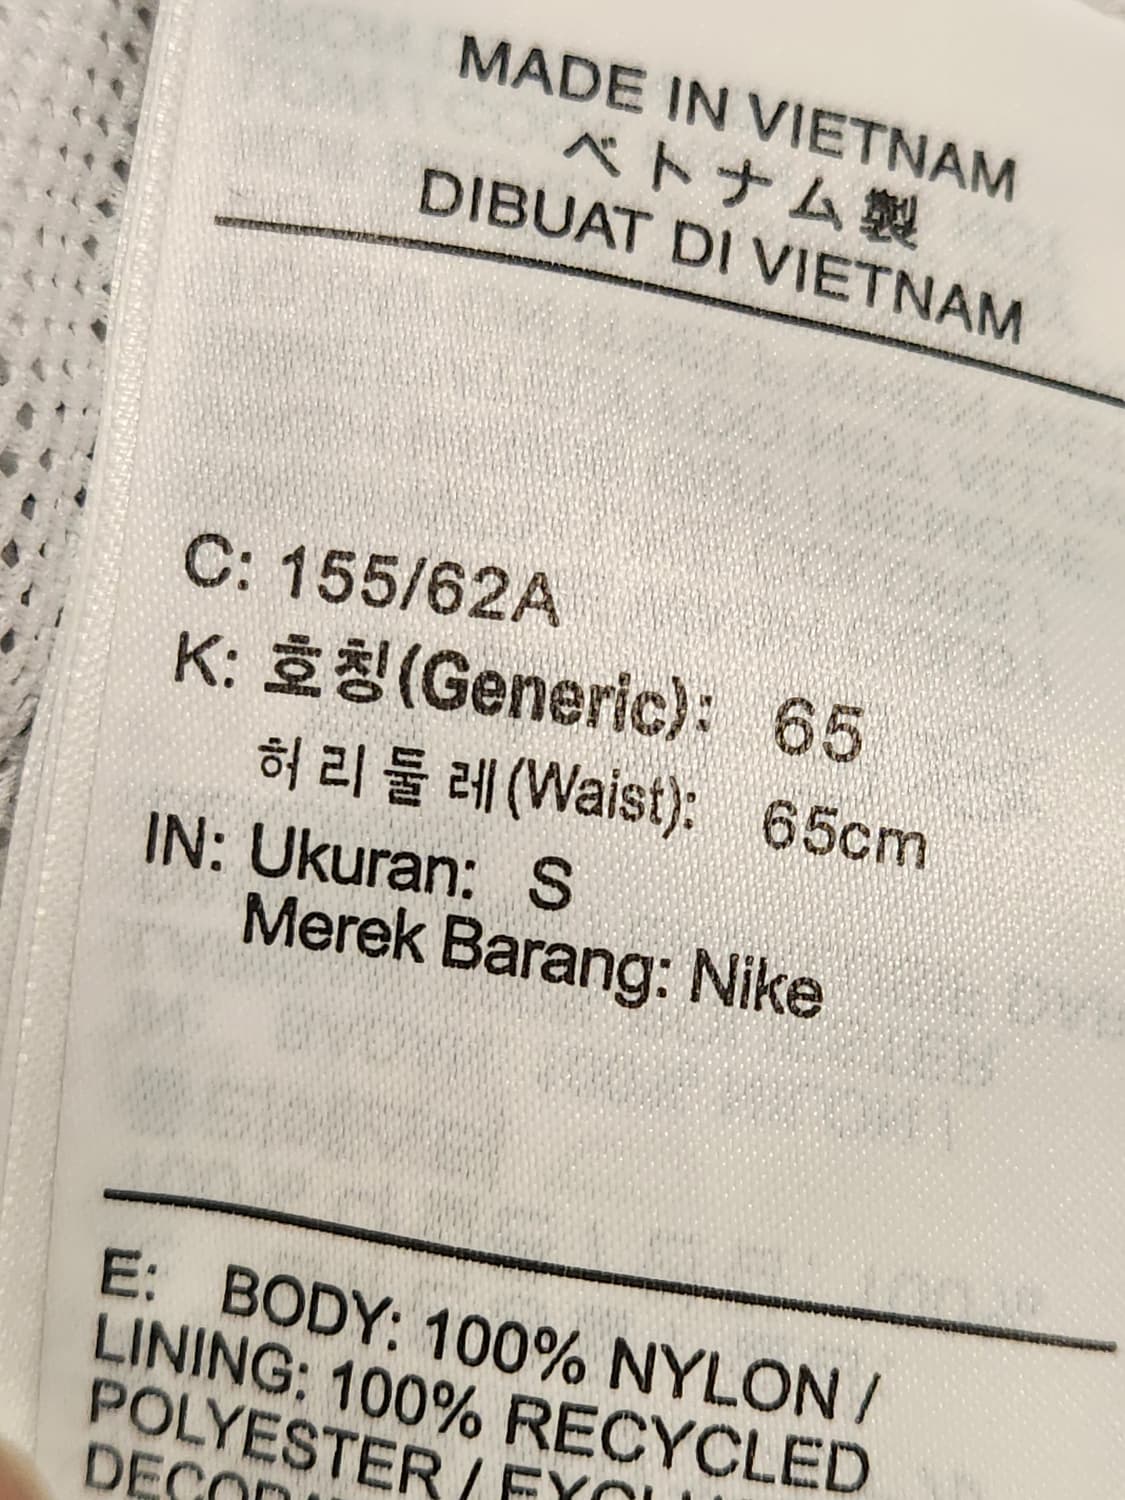 MADE IN VIETNAM
ベトナム製
DIBUAT DI VIETNAM
C: 155/62A
K: 호칭(Generic): 65
허리둘레(Waist): 65cm
IN: Ukuran: S
Merek Barang: Nike
E: BODY: 100% NYLON /
LINING: 100% RECYCLED
POLYESTER /